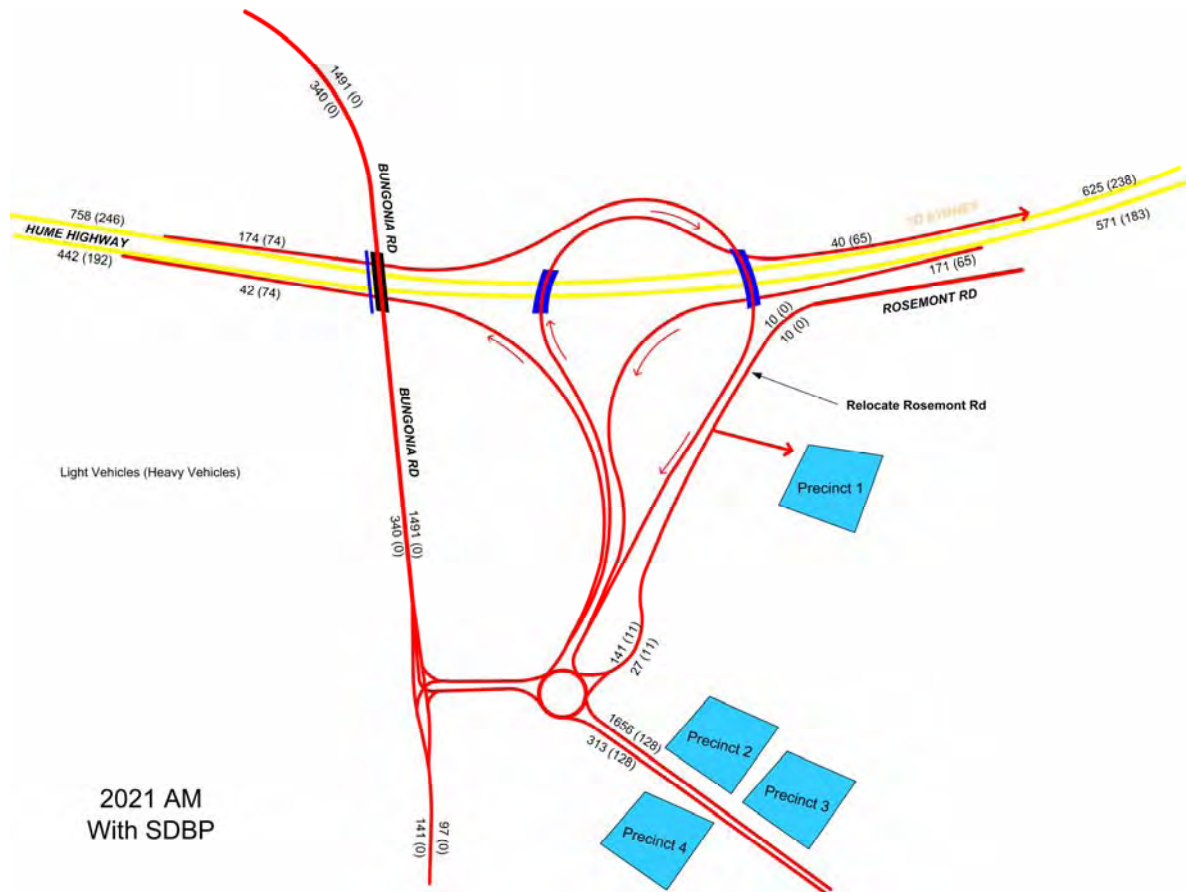 1491 (0)
340 (0)
BUNGONIA RD
758 (246)
HUME HIGHWAY
442 (192)
174 (74)
42 (74)
40 (65)
625 (238)
571 (183)
171 (65)
ROSEMONT RD
10 (0)
10 (0)
Relocate Rosemont Rd
BUNGONIA RD
Light Vehicles (Heavy Vehicles)
Precinct 1
1491 (0)
340 (0)
141 (11)
27 (11)
1656 (128)
313 (128)
Precinct 2
Precinct 3
Precinct 4
2021 AM
With SDBP
97 (0)
141 (0)